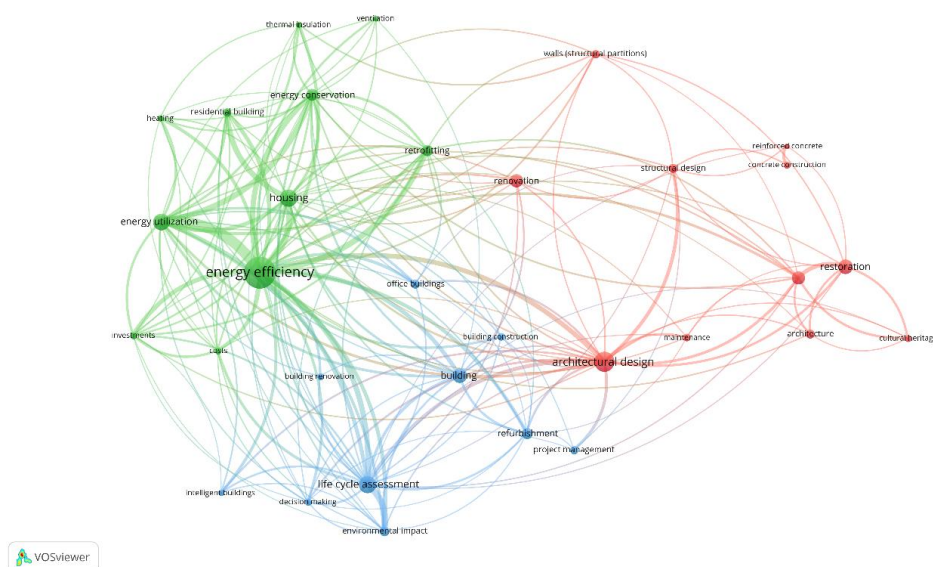 ventilation
thermal insulation
walls (structural partitions)
energy conservation
residential building
heating
retrofitting
reinforced concrete
concrete construction
structural design
renovation
housing
energy utilization
restoration
energy efficiency
office buildings
investments
building construction
maintenance
architecture
cultural heritag
costs
architectural design
building renovation
building
refurbishment
project management
life cycle assessment
intelligent buildings
decision making
environmental impact
VOSviewer